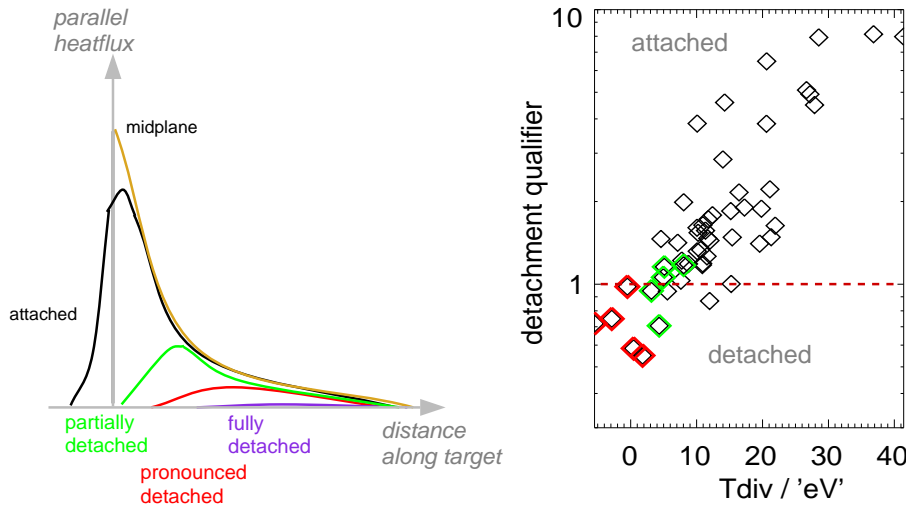 parallel
heatflux
midplane
attached
partially
detached
pronounced
detached
fully
detached
distance
along target
10
attached
detachment qualifier
1
detached
0
10
20
30
40
Tdiv / 'eV'